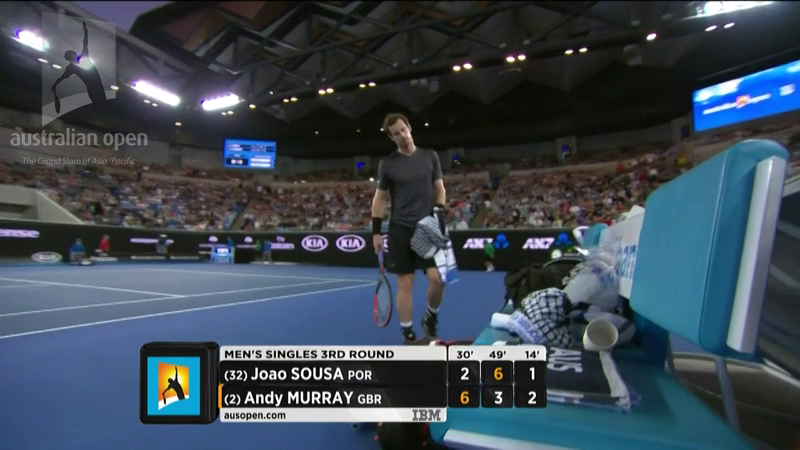 australian open
The Grand Slam of Asia/Pacific
KIA KIA
ANZ ANZ
MEN'S SINGLES 3RD ROUND 30' 49' 14'
(32) Joao SOUSA POR 2 6 1
(2) Andy MURRAY GBR 6 3 2
ausopen.com IBM